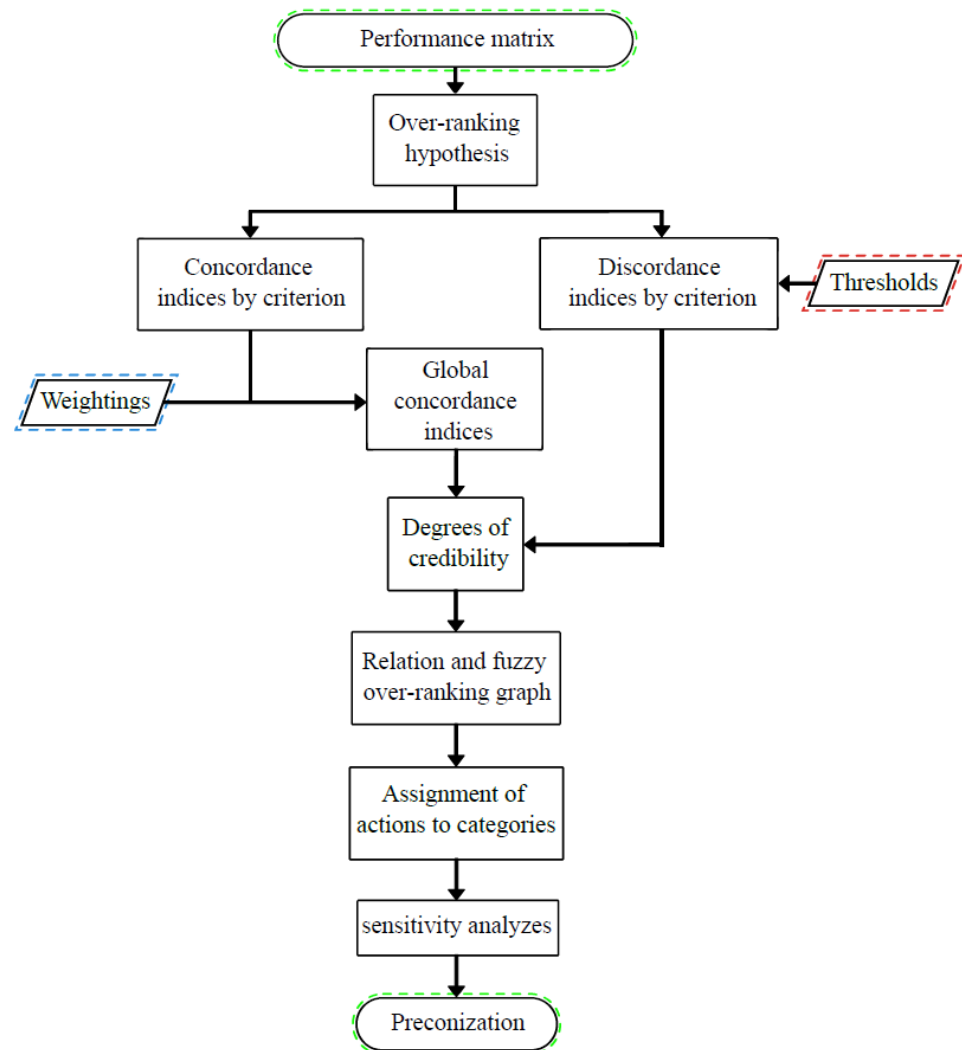 Performance matrix
Over-ranking
hypothesis
Concordance
indices by criterion
Discordance
indices by criterion
Thresholds
Weightings
Global
concordance
indices
Degrees of
credibility
Relation and fuzzy
over-ranking graph
Assignment of
actions to categories
sensitivity analyzes
Preconization